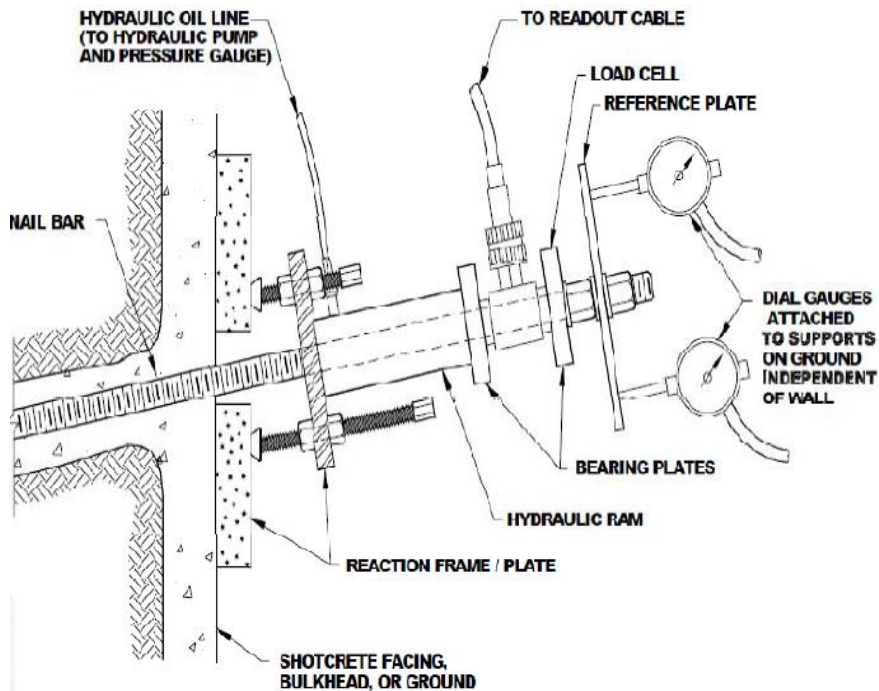 HYDRAULIC OIL LINE
(TO HYDRAULIC PUMP
AND PRESSURE GAUGE)
TO READOUT CABLE
LOAD CELL
REFERENCE PLATE
NAIL BAR
DIAL GAUGES
ATTACHED
TO SUPPORTS
ON GROUND
INDEPENDENT
OF WALL
BEARING PLATES
HYDRAULIC RAM
REACTION FRAME / PLATE
SHOTCRETE FACING,
BULKHEAD, OR GROUND